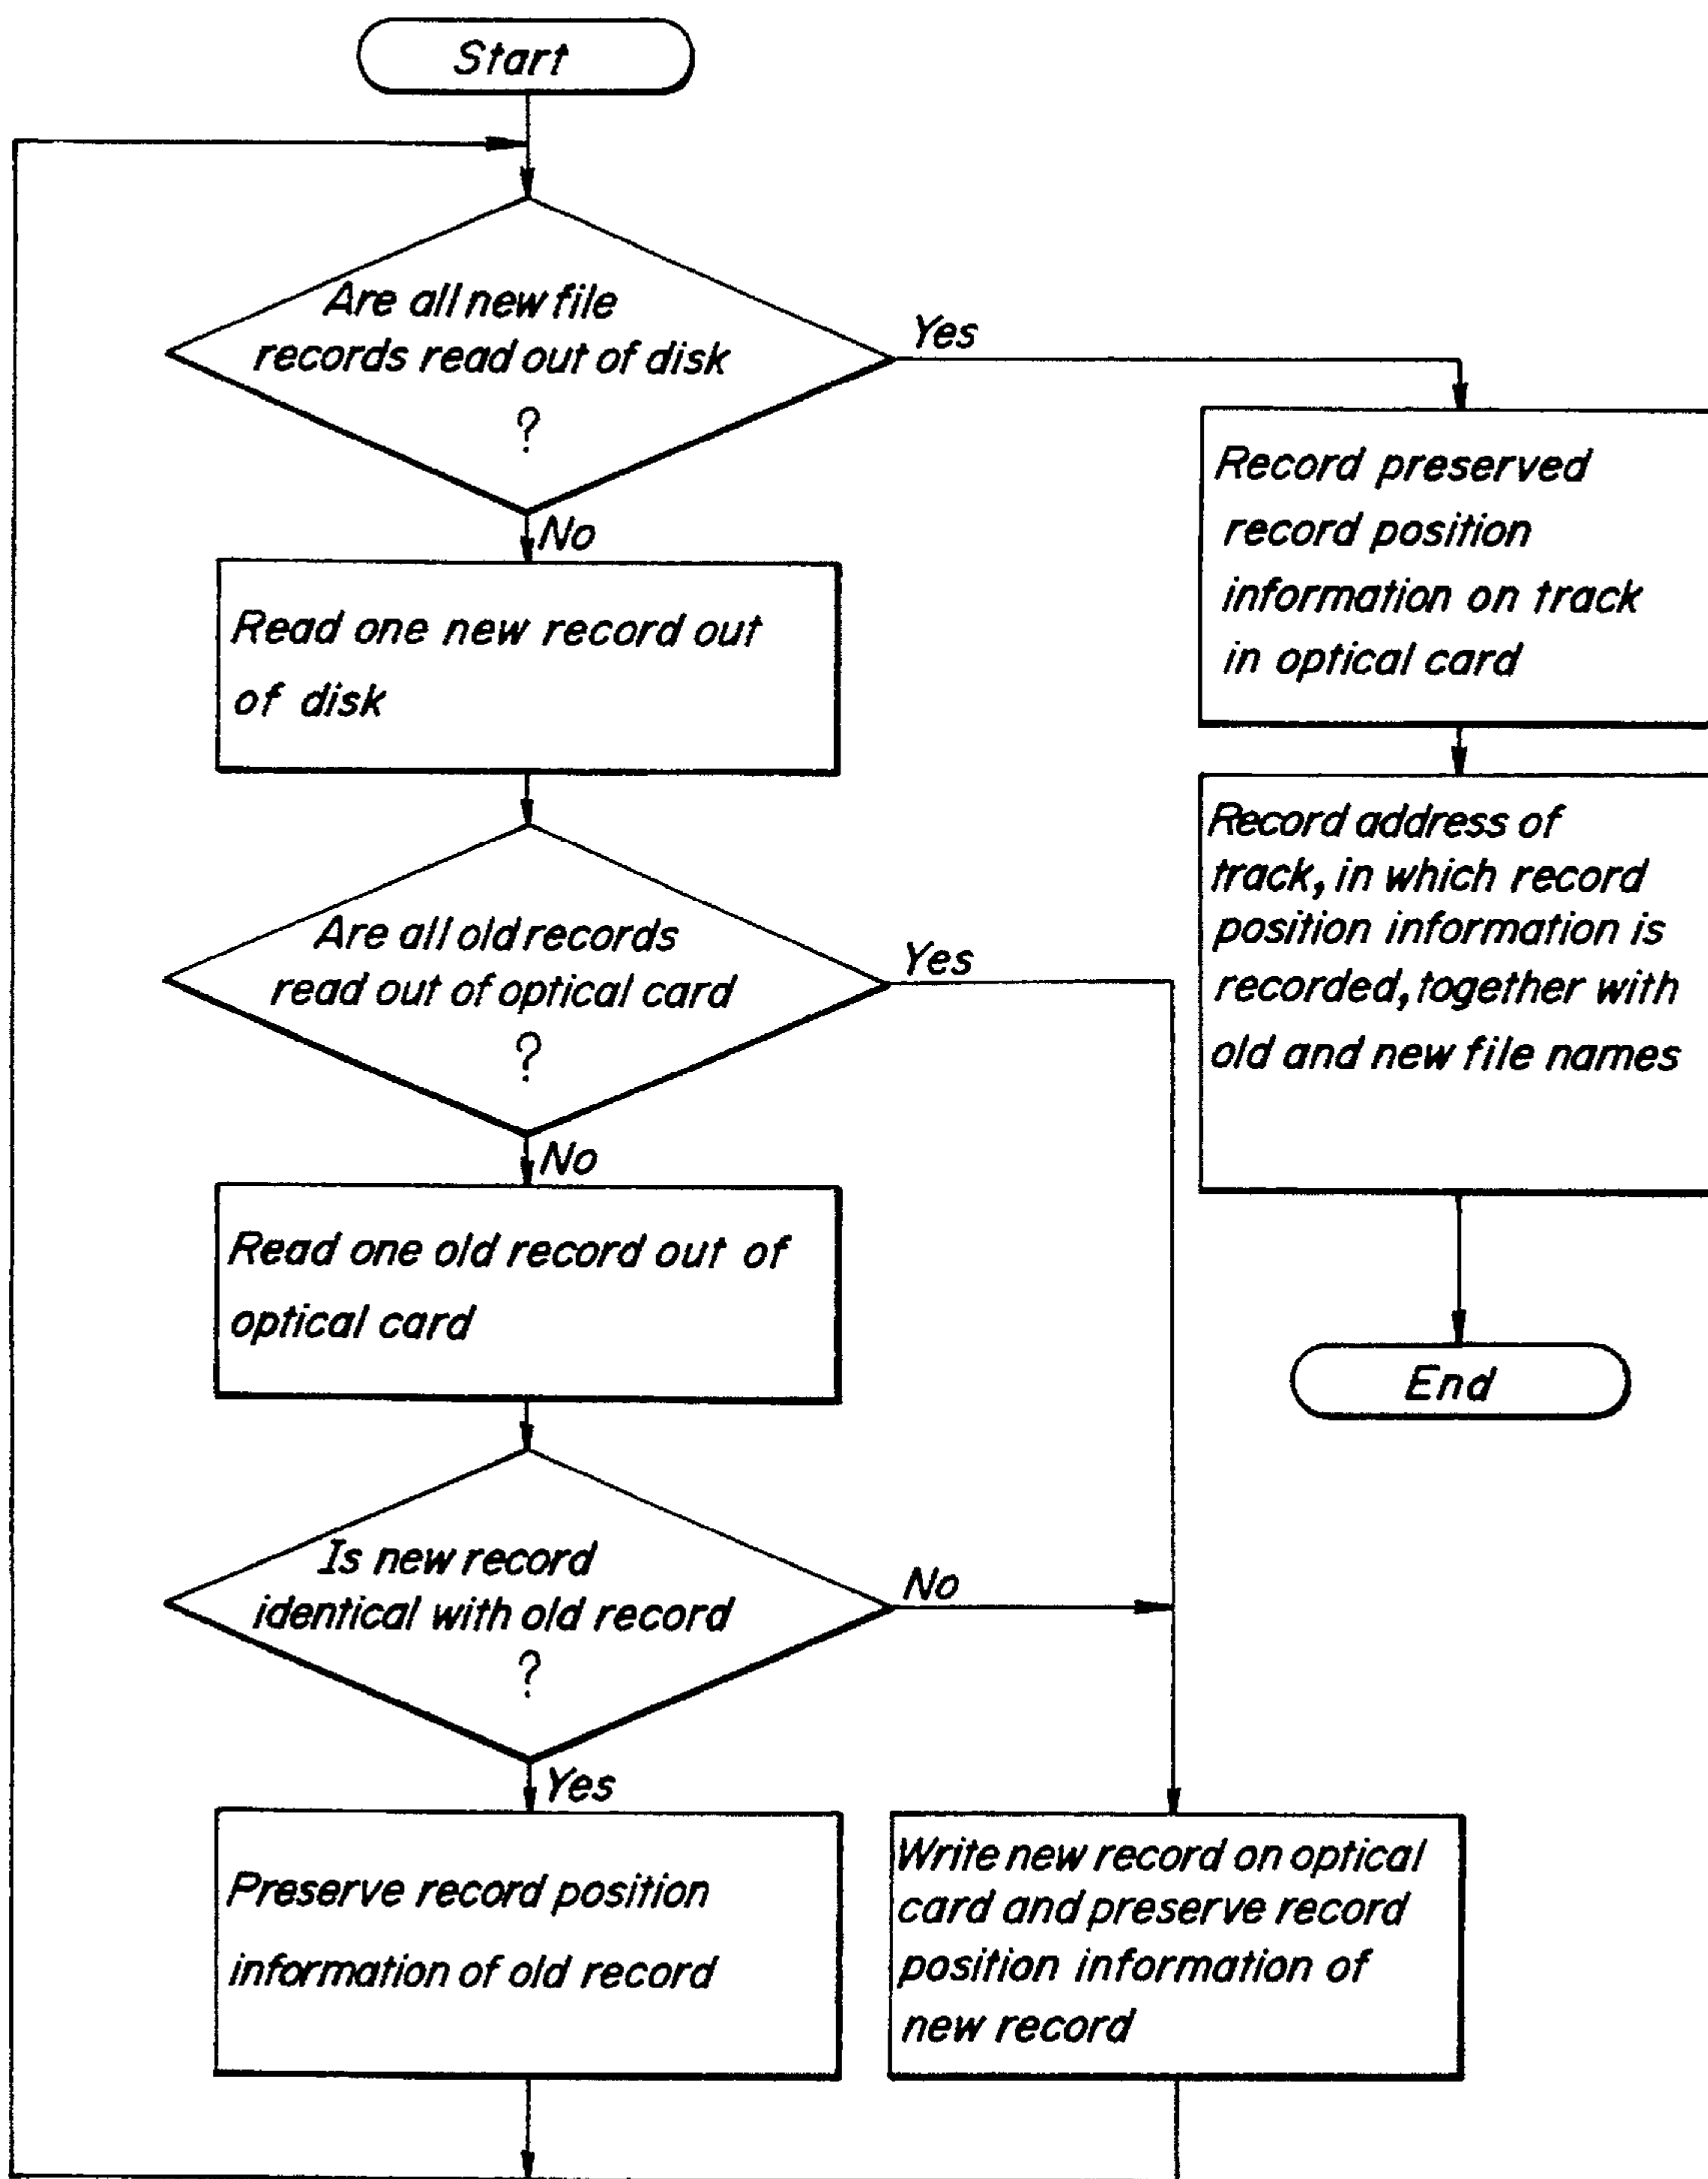 Start
Are all new file
records read out of disk
?
Yes
No
Record preserved
record position
information on track
in optical card
Read one new record out
of disk
Record address of
track, in which record
position information is
recorded, together with
old and new file names
Are all old records
read out of optical card
?
Yes
No
Read one old record out of
optical card
End
Is new record
identical with old record
?
No
Yes
Preserve record position
information of old record
Write new record on optical
card and preserve record
position information of
new record